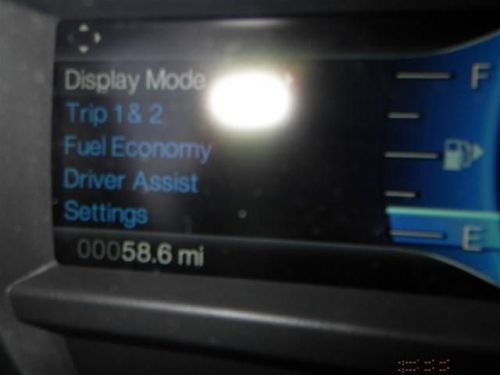 Display Mode
Trip 1 & 2
Fuel Economy
Driver Assist
Settings
00058.6 mi
F
E